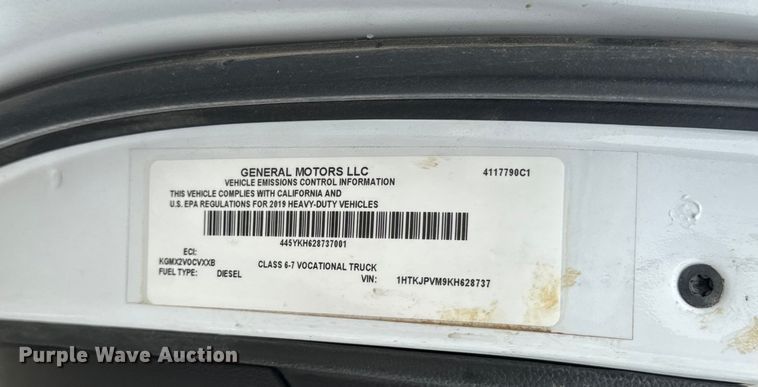 GENERAL MOTORS LLC 4117790C1
VEHICLE EMISSIONS CONTROL INFORMATION
THIS VEHICLE COMPLIES WITH CALIFORNIA AND
U.S. EPA REGULATIONS FOR 2019 HEAVY-DUTY VEHICLES
445YKH628737001
ECI:
KGMX2VOCVXXB CLASS 6-7 VOCATIONAL TRUCK
FUEL TYPE: DIESEL VIN: 1HTKJPVM9KH628737
Purple Wave Auction